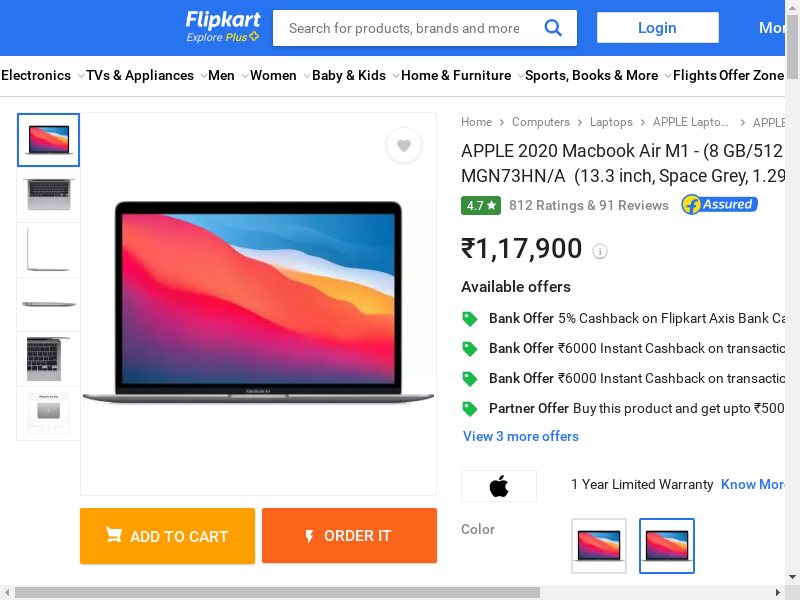 Flipkart
Explore Plus
Search for products, brands and more
Login
Mor
Electronics
TVs & Appliances
Men
Women
Baby & Kids
Home & Furniture
Sports, Books & More
Flights
Offer Zone
Home
Computers
Laptops
APPLE Lapto...
APPLE
APPLE 2020 Macbook Air M1 - (8 GB/512
MGN73HN/A (13.3 inch, Space Grey, 1.29
4.7
812 Ratings & 91 Reviews
Assured
₹1,17,900
Available offers
Bank Offer 5% Cashback on Flipkart Axis Bank Ca
Bank Offer ₹6000 Instant Cashback on transactio
Bank Offer ₹6000 Instant Cashback on transactio
Partner Offer Buy this product and get upto ₹500
View 3 more offers
1 Year Limited Warranty Know More
Color
ADD TO CART
ORDER IT